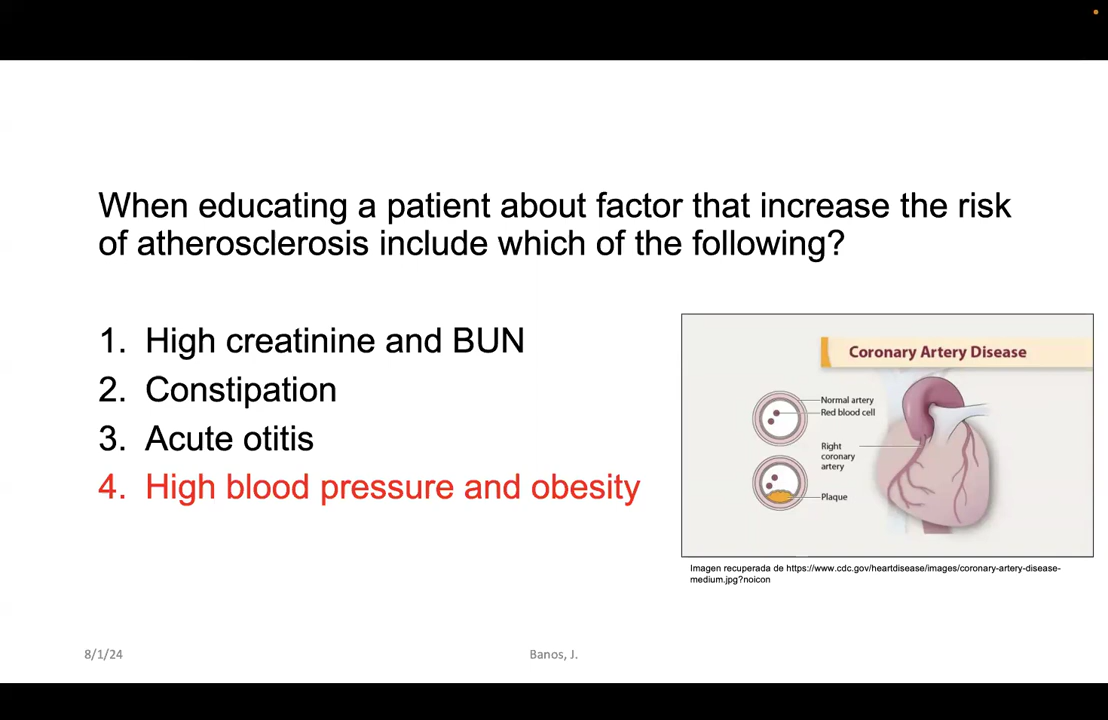 When educating a patient about factor that increase the risk
of atherosclerosis include which of the following?
1. High creatinine and BUN
2. Constipation
3. Acute otitis
4. High blood pressure and obesity
Coronary Artery Disease
Normal artery
Red blood cell
Right
coronary
artery
Plaque
Imagen recuperada de https://www.cdc.gov/heartdisease/images/coronary-artery-disease-
medium.jpg?noicon
8/1/24
Banos, J.